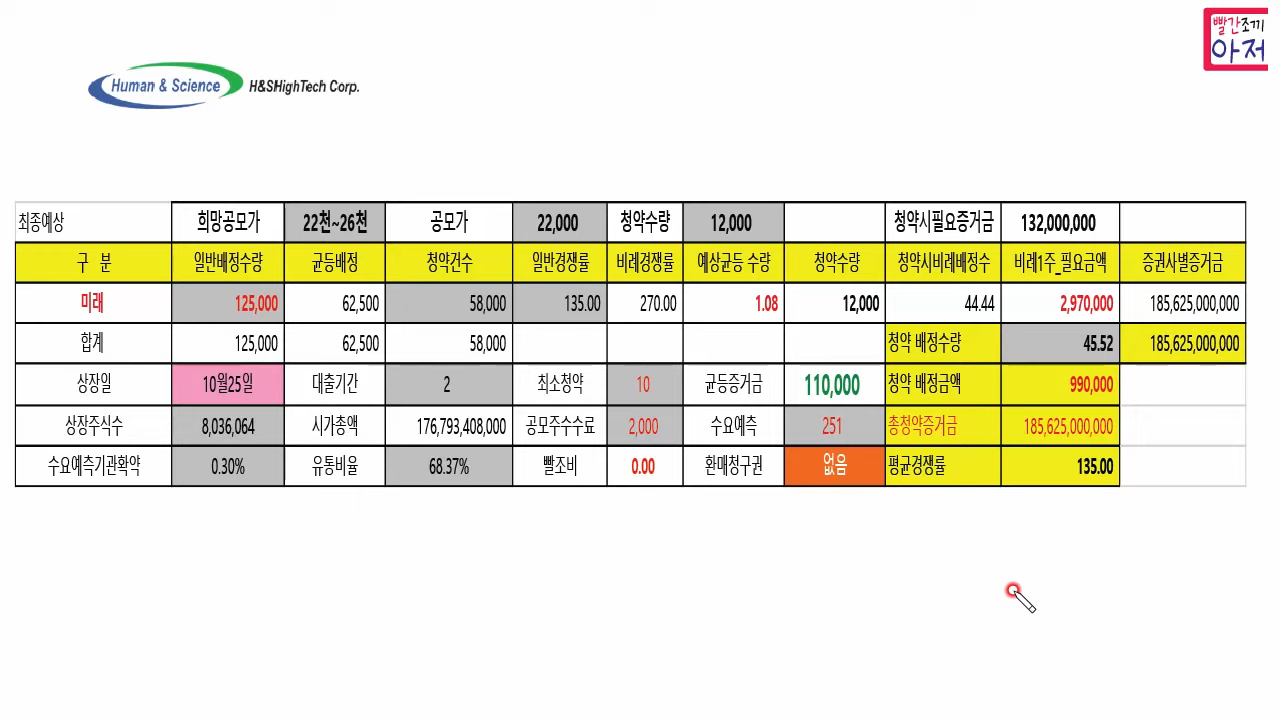 빨간조끼
아저
Human & Science H&SHighTech Corp.
최종예상 희망공모가 22천~26천 공모가 22,000 청약수량 12,000 청약시필요증거금 132,000,000
구 분 일반배정수량 균등배정 청약건수 일반경쟁률 비례경쟁률 예상균등 수량 청약수량 청약시비례배정수 비례1주_필요금액 증권사별증거금
미래 125,000 62,500 58,000 135.00 270.00 1.08 12,000 44.44 2,970,000 185,625,000,000
합계 125,000 62,500 58,000 청약 배정수량 45.52 185,625,000,000
상장일 10월25일 대출기간 2 최소청약 10 균등증거금 110,000 청약 배정금액 990,000
상장주식수 8,036,064 시가총액 176,793,408,000 공모주수수료 2,000 수요예측 251 총청약증거금 185,625,000,000
수요예측기관확약 0.30% 유통비율 68.37% 빨조비 0.00 환매청구권 없음 평균경쟁률 135.00